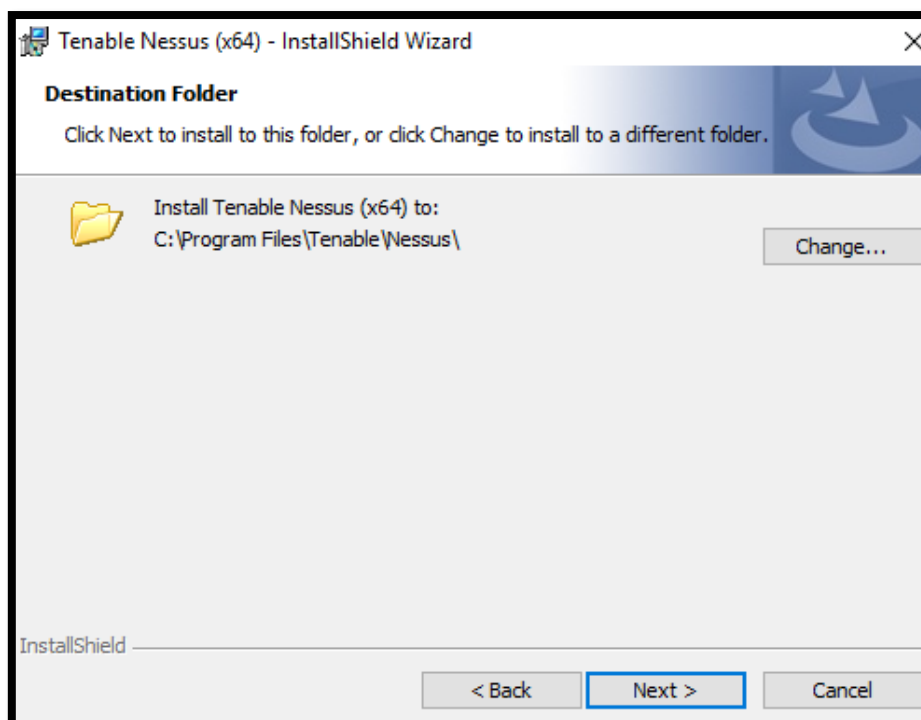 Tenable Nessus (x64) - InstallShield Wizard
Destination Folder
Click Next to install to this folder, or click Change to install to a different folder.
Install Tenable Nessus (x64) to:
C:\Program Files\Tenable\Nessus\
Change...
InstallShield
< Back
Next >
Cancel